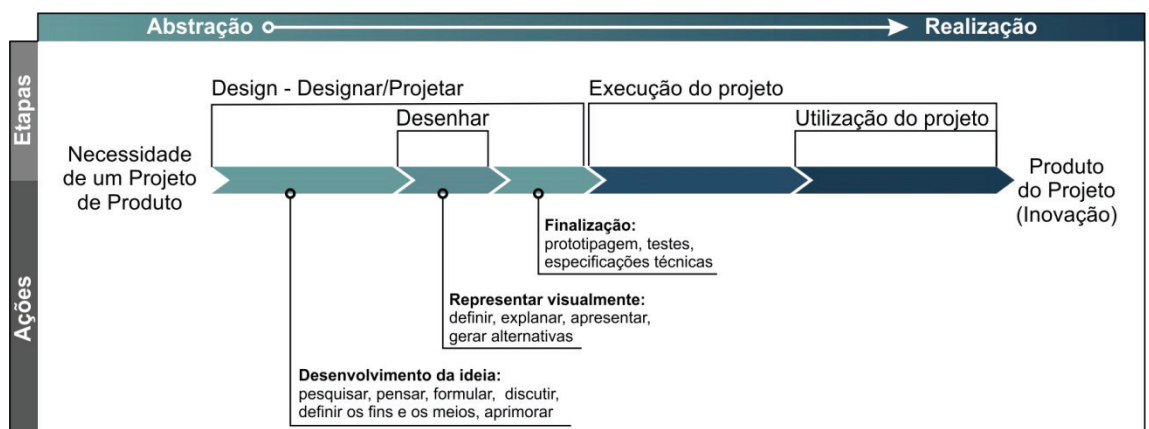 Abstração
Realização
Etapas
Ações
Design - Designar/Projetar
Execução do projeto
Desenhar
Utilização do projeto
Necessidade
de um Projeto
de Produto
Produto
do Projeto
(Inovação)
Finalização:
prototipagem, testes,
especificações técnicas
Representar visualmente:
definir, explanar, apresentar,
gerar alternativas
Desenvolvimento da ideia:
pesquisar, pensar, formular, discutir,
definir os fins e os meios, aprimorar